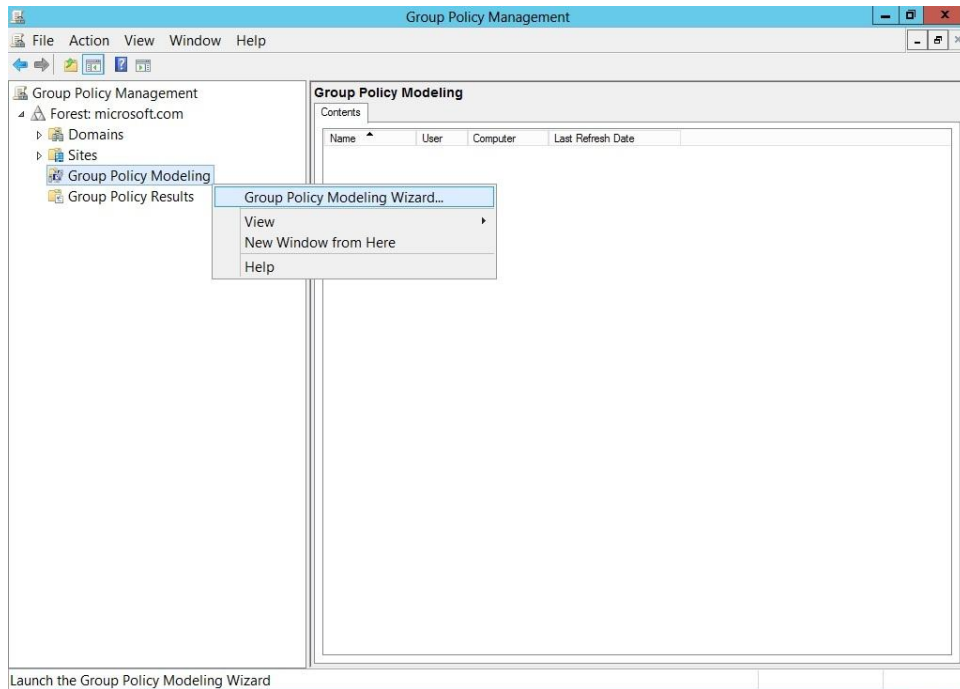 Group Policy Management
File Action View Window Help
Group Policy Management
Forest: microsoft.com
Domains
Sites
Group Policy Modeling
Group Policy Results
Group Policy Modeling
Contents
Name User Computer Last Refresh Date
Group Policy Modeling Wizard...
View
New Window from Here
Help
Launch the Group Policy Modeling Wizard